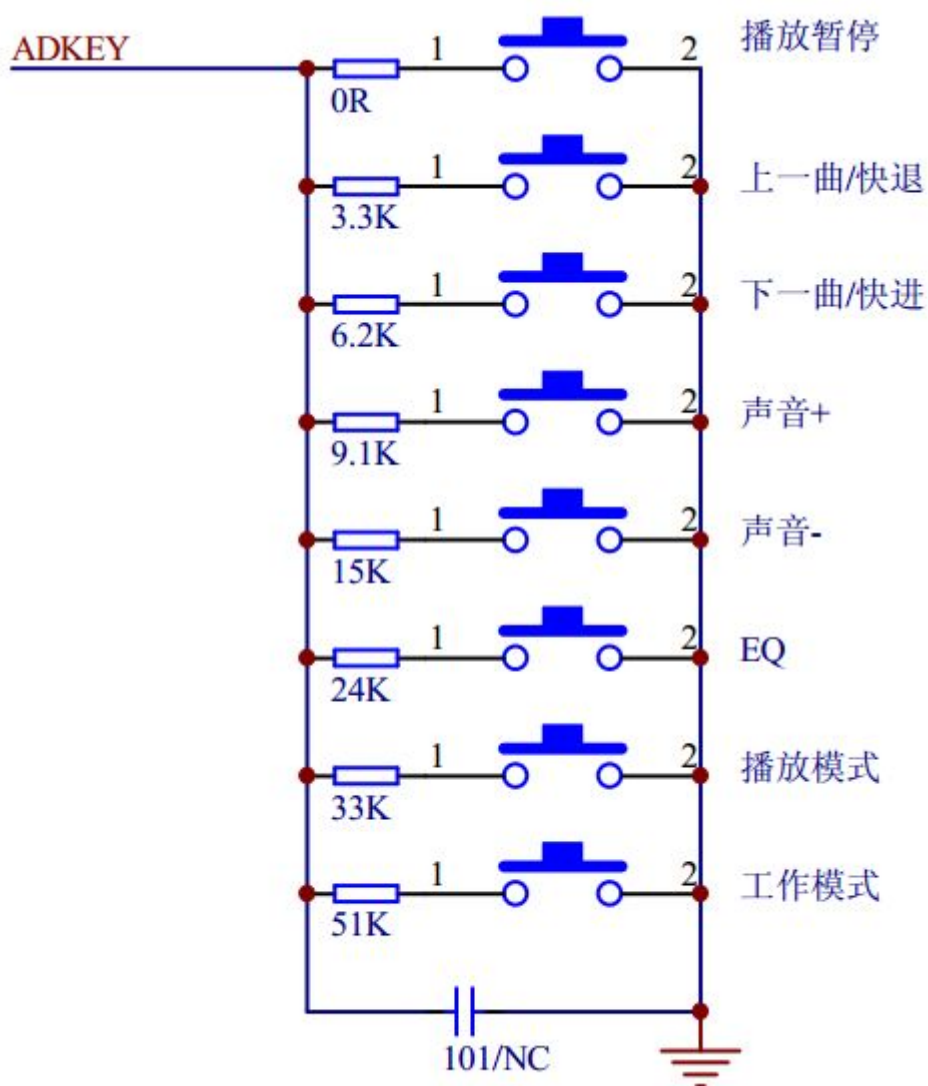 ADKEY
1
2
播放暂停
0R
1
2
上一曲/快退
3.3K
1
2
下一曲/快进
6.2K
1
2
声音+
9.1K
1
2
声音-
15K
1
2
EQ
24K
1
2
播放模式
33K
1
2
工作模式
51K
101/NC